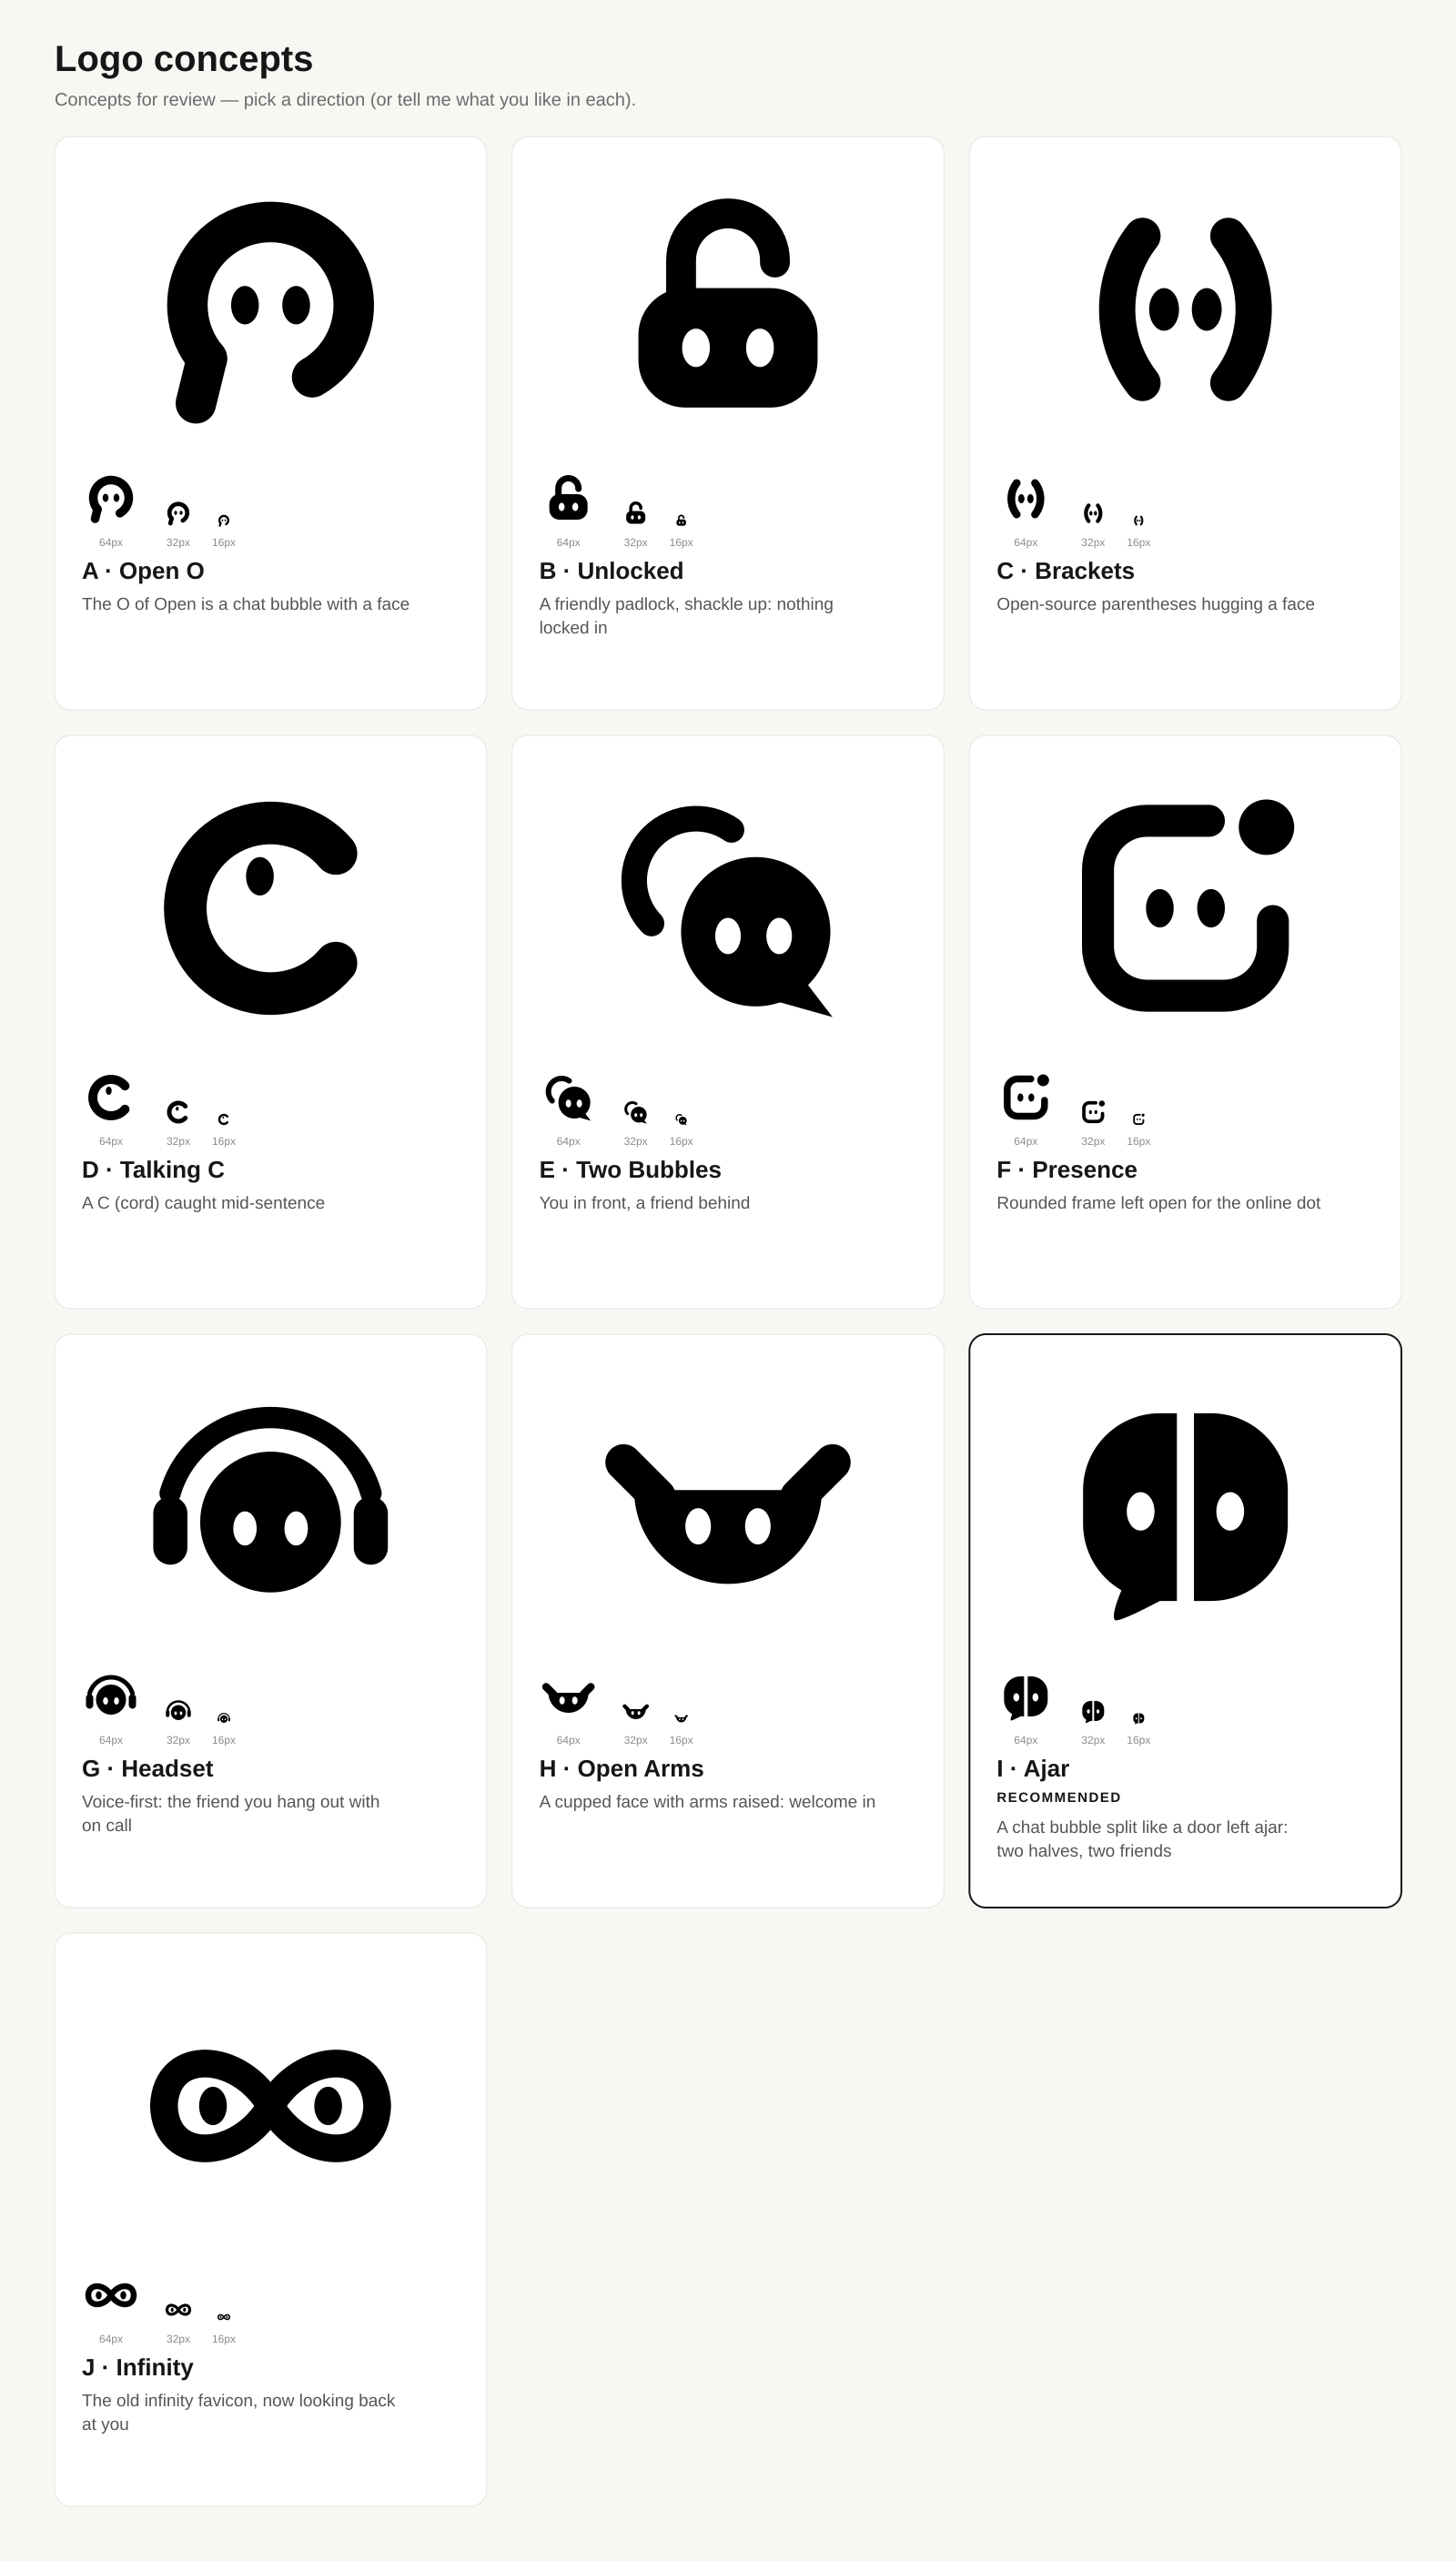 Logo concepts
Concepts for review — pick a direction (or tell me what you like in each).
64px 32px 16px
A · Open O
The O of Open is a chat bubble with a face
64px 32px 16px
B · Unlocked
A friendly padlock, shackle up: nothing
locked in
64px 32px 16px
C · Brackets
Open-source parentheses hugging a face
64px 32px 16px
D · Talking C
A C (cord) caught mid-sentence
64px 32px 16px
E · Two Bubbles
You in front, a friend behind
64px 32px 16px
F · Presence
Rounded frame left open for the online dot
64px 32px 16px
G · Headset
Voice-first: the friend you hang out with
on call
64px 32px 16px
H · Open Arms
A cupped face with arms raised: welcome in
64px 32px 16px
I · Ajar
RECOMMENDED
A chat bubble split like a door left ajar:
two halves, two friends
64px 32px 16px
J · Infinity
The old infinity favicon, now looking back
at you